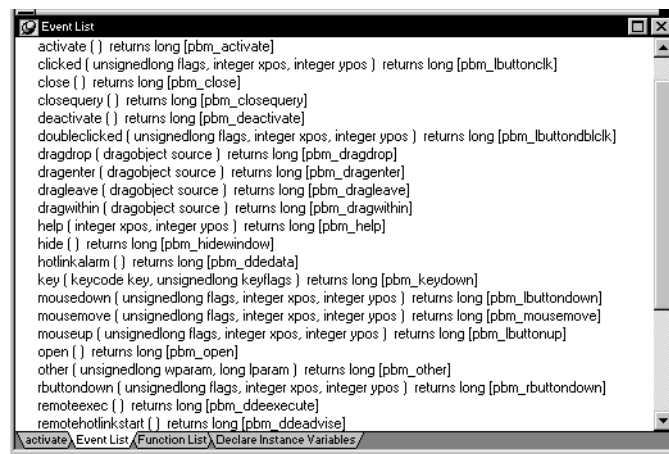 Event List
activate ( ) returns long [pbm_activate]
clicked ( unsignedlong flags, integer xpos, integer ypos ) returns long [pbm_lbuttonclk]
close ( ) returns long [pbm_close]
closequery ( ) returns long [pbm_closequery]
deactivate ( ) returns long [pbm_deactivate]
doubleclicked ( unsignedlong flags, integer xpos, integer ypos ) returns long [pbm_lbuttondblclk]
dragdrop ( dragobject source ) returns long [pbm_dragdrop]
dragenter ( dragobject source ) returns long [pbm_dragenter]
dragleave ( dragobject source ) returns long [pbm_dragleave]
dragwithin ( dragobject source ) returns long [pbm_dragwithin]
help ( integer xpos, integer ypos ) returns long [pbm_help]
hide ( ) returns long [pbm_hidewindow]
hotlinkalarm ( ) returns long [pbm_ddedata]
key ( keycode key, unsignedlong keyflags ) returns long [pbm_keydown]
mousedown ( unsignedlong flags, integer xpos, integer ypos ) returns long [pbm_lbuttondown]
mousemove ( unsignedlong flags, integer xpos, integer ypos ) returns long [pbm_mousemove]
mouseup ( unsignedlong flags, integer xpos, integer ypos ) returns long [pbm_lbuttonup]
open ( ) returns long [pbm_open]
other ( unsignedlong wparam, long lparam ) returns long [pbm_other]
rbuttondown ( unsignedlong flags, integer xpos, integer ypos ) returns long [pbm_rbuttondown]
remoteexec ( ) returns long [pbm_ddeexecute]
remotehotlinkstart ( ) returns long [pbm_ddeadvise]
activate Event List Function List Declare Instance Variables